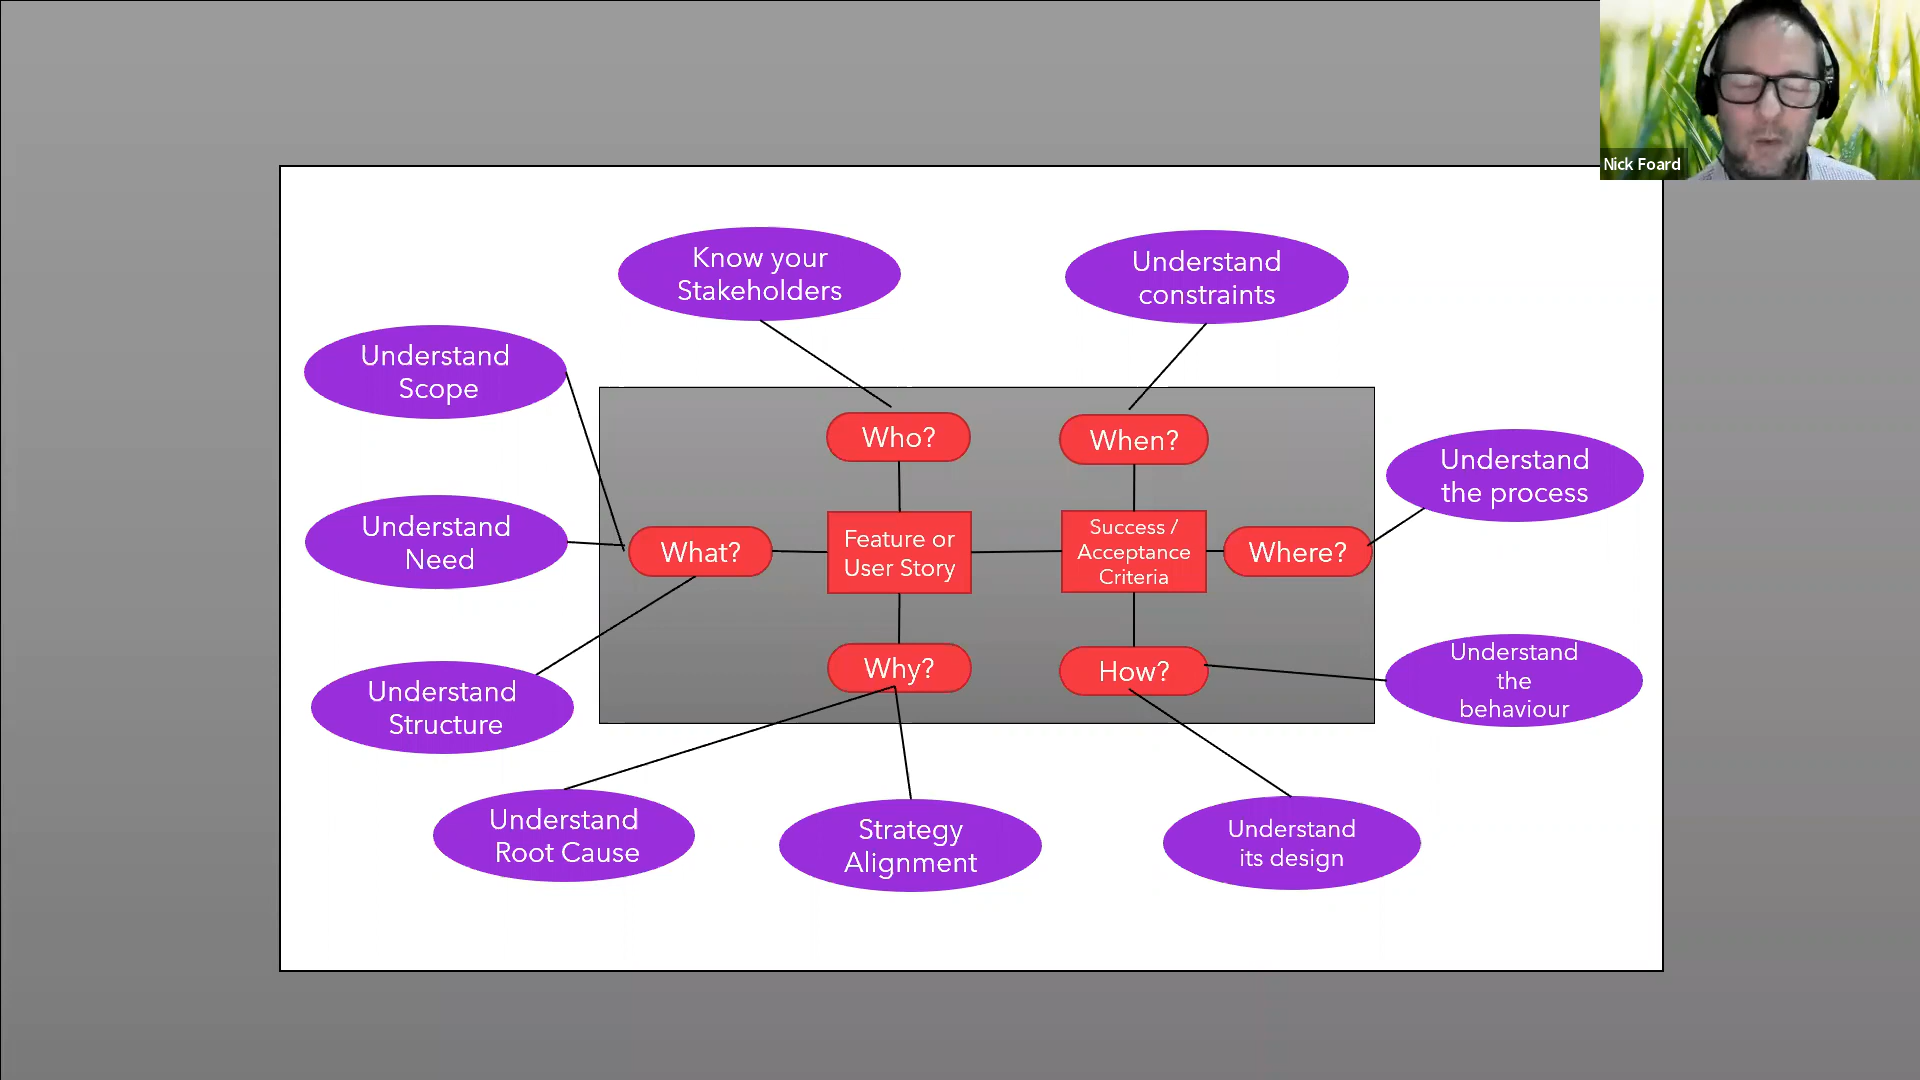 Nick Foard
Know your
Stakeholders
Understand
constraints
Understand
Scope
Who?
When?
Understand
the process
Understand
Need
What?
Feature or
User Story
Success /
Acceptance
Criteria
Where?
Understand
Structure
Why?
How?
Understand
the
behaviour
Understand
Root Cause
Strategy
Alignment
Understand
its design